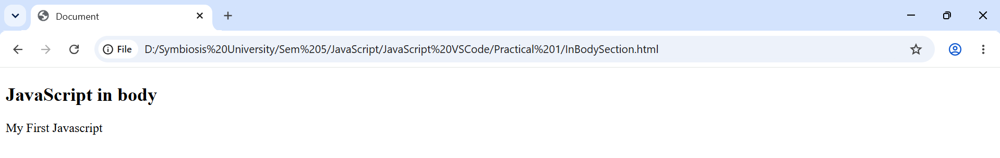 Document
File D:/Symbiosis%20University/Sem%205/JavaScript/JavaScript%20VSCode/Practical%201/InBodySection.html
JavaScript in body
My First Javascript